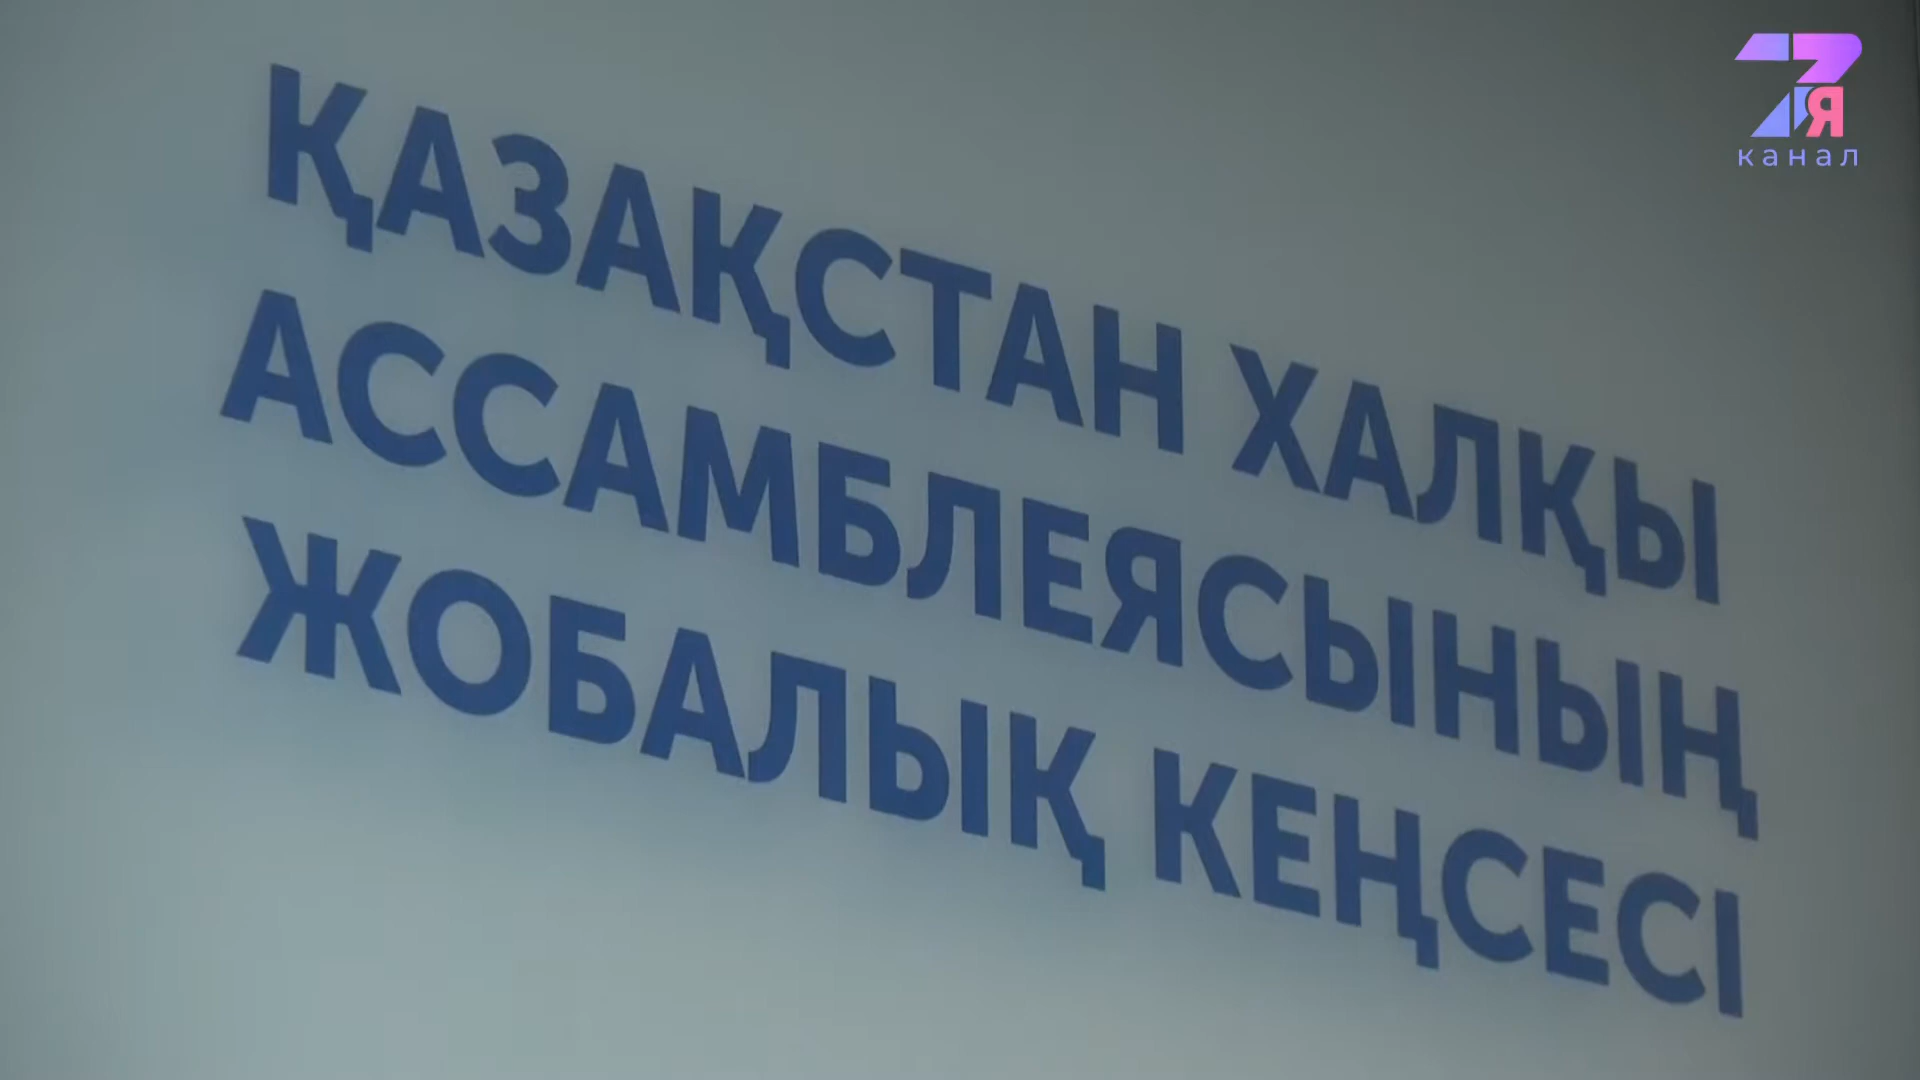 ҚАЗАҚСТАН ХАЛҚЫ
АССАМБЛЕЯСЫНЫҢ
ЖОБАЛЫҚ КЕҢСЕСІ
7Я
канал